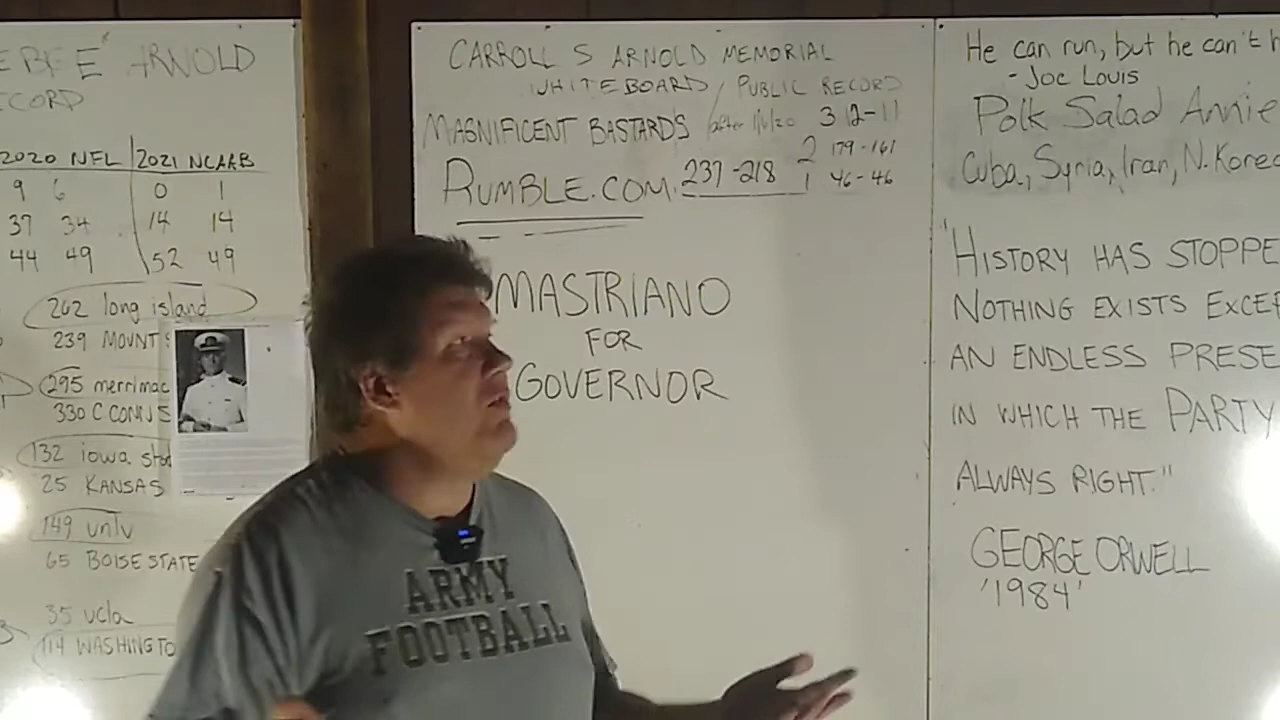 ARNOLD
ECORD
2020 NFL 2021 NCAAB
9 6 0 1
37 34 14 14
44 49 52 49
262 long island
239 MOUNT
295 merrimac
330 C CONN S
132 iowa
25 KANSAS
149 unlv
65 BOISE STATE
35 ucla
114 WASHINGTO
CARROLL S ARNOLD MEMORIAL
WHITEBOARD / PUBLIC RECORD
MAGNIFICENT BASTARDS after 3 12-11
2 179-161
RUMBLE.COM. 237-218 1 46-46
MASTRIANO
FOR
GOVERNOR
He can run, but he can't h
- JOE LOUIS
Polk Salad Annie
Cuba, Syria, Iran, N. Korea
"HISTORY HAS STOPPE
NOTHING EXISTS EXCEP
AN ENDLESS PRESE
IN WHICH THE PARTY
ALWAYS RIGHT."
GEORGE ORWELL
'1984'
ARMY
FOOTBALL